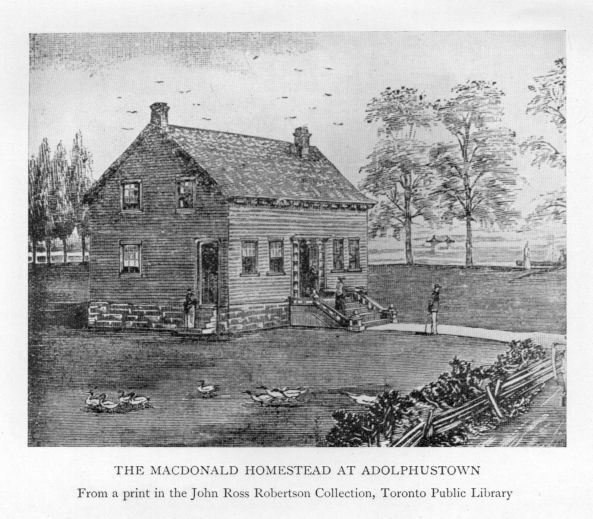 THE MACDONALD HOMESTEAD AT ADOLPHUSTOWN
From a print in the John Ross Robertson Collection, Toronto Public Library